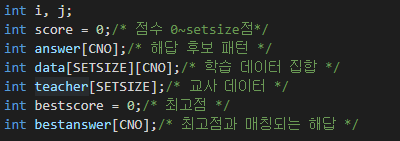 int i, j;
int score = 0;/* 점수 0~setsize점*/
int answer[CNO];/* 해답 후보 패턴 */
int data[SETSIZE][CNO];/* 학습 데이터 집합 */
int teacher[SETSIZE];/* 교사 데이터 */
int bestscore = 0;/* 최고점 */
int bestanswer[CNO];/* 최고점과 매칭되는 해답 */